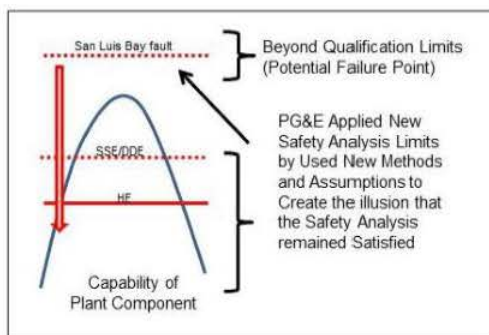 San Luis Bay fault
Beyond Qualification Limits
(Potential Failure Point)
PG&E Applied New
Safety Analysis Limits
by Used New Methods
and Assumptions to
Create the illusion that
the Safety Analysis
remained Satisfied
SSE/DDE
HE
Capability of
Plant Component